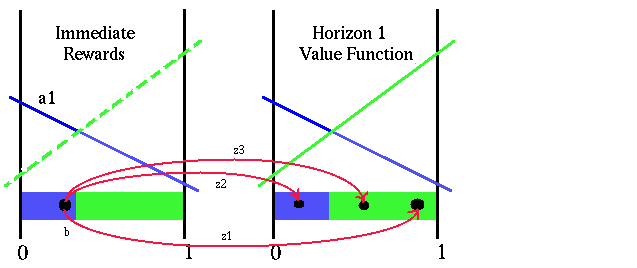 Immediate
Rewards
Horizon 1
Value Function
a1
z3
z2
b
z1
0
1
0
1